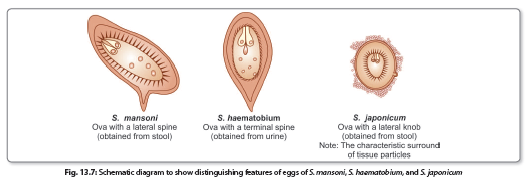 S. mansoni
Ova with a lateral spine
(obtained from stool)
S. haematobium
Ova with a terminal spine
(obtained from urine)
S. japonicum
Ova with a lateral knob
(obtained from stool)
Note: The characteristic surround
of tissue particles
Fig. 13.7: Schematic diagram to show distinguishing features of eggs of S. mansoni, S. haematobium, and S. japonicum